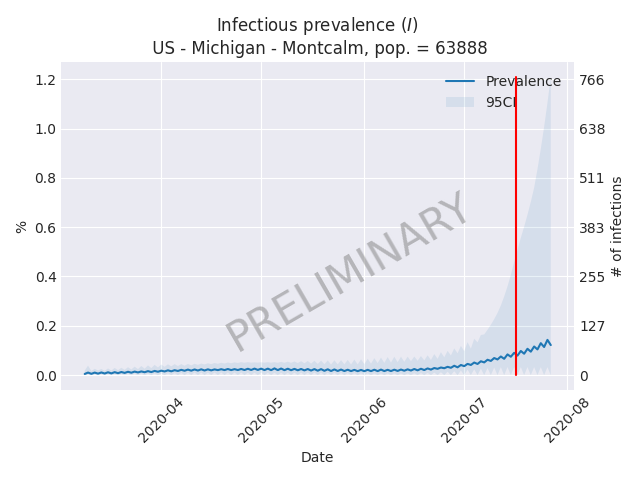 Infectious prevalence (I)
US - Michigan - Montcalm, pop. = 63888
Prevalence
95CI
1.2
1.0
0.8
0.6
0.4
0.2
0.0
%
766
638
511
383
255
127
0
# of infections
PRELIMINARY
2020-04
2020-05
2020-06
2020-07
2020-08
Date